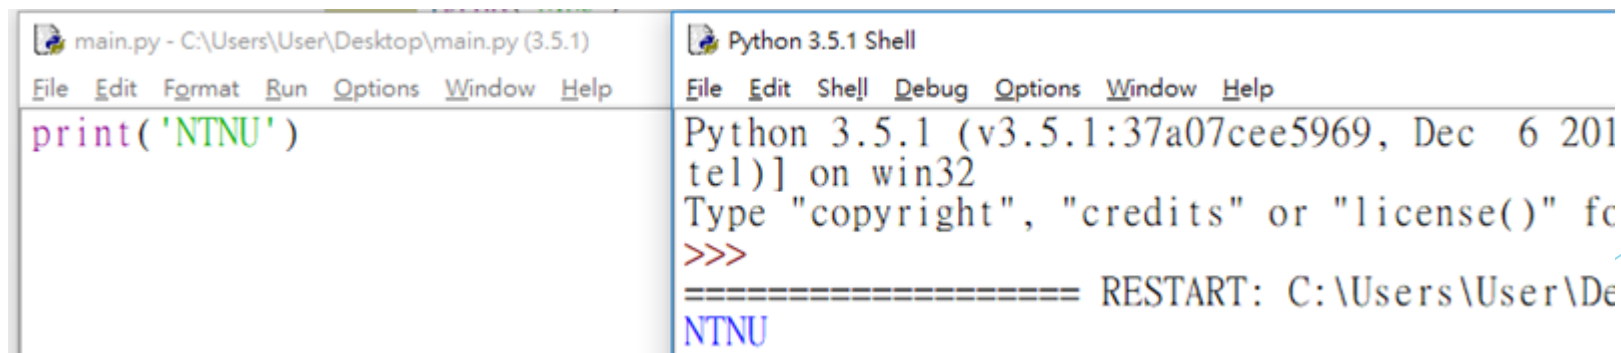 main.py - C:\Users\User\Desktop\main.py (3.5.1)
File Edit Format Run Options Window Help
print('NTNU')
Python 3.5.1 Shell
File Edit Shell Debug Options Window Help
Python 3.5.1 (v3.5.1:37a07cee5969, Dec  6 201
tel)] on win32
Type "copyright", "credits" or "license()" fo
>>>
=================== RESTART: C:\Users\User\De
NTNU